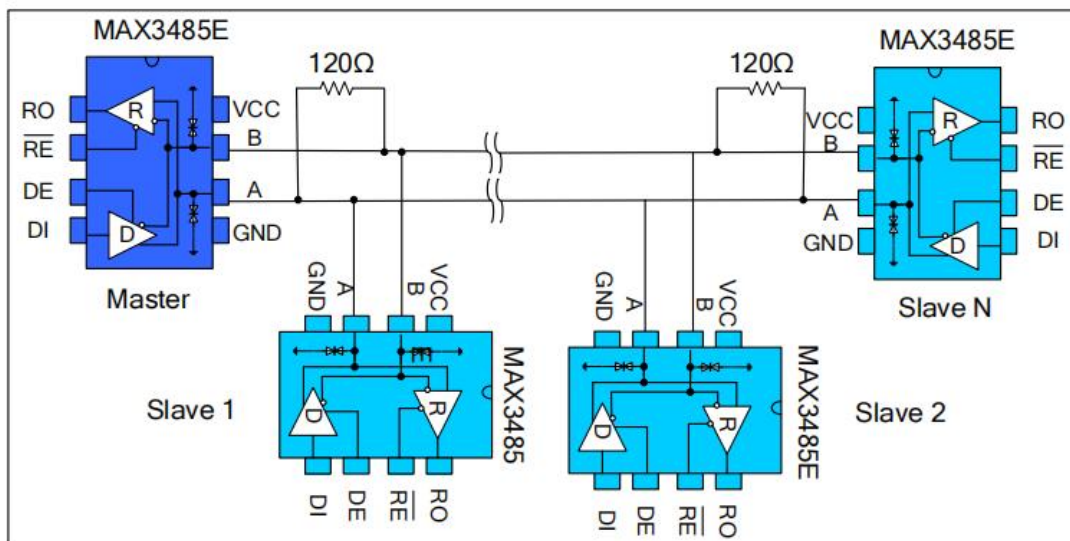 MAX3485E
MAX3485E
120Ω
120Ω
RO
R
VCC
RE
B
DE
A
DI
D
GND
Master
VCC
R
RO
B
RE
A
DE
GND
D
DI
Slave N
GND
A
B
VCC
D
R
MAX3485
Slave 1
DI
DE
RE
RO
GND
A
B
VCC
D
R
MAX3485E
Slave 2
DI
DE
RE
RO